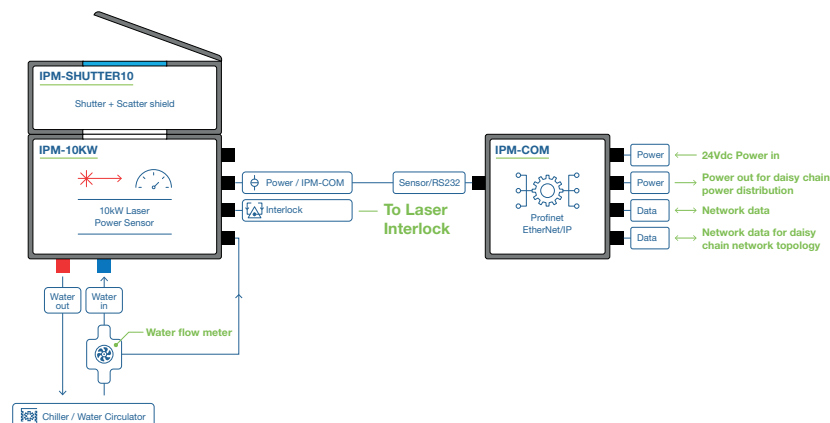 IPM-SHUTTER10
Shutter + Scatter shield
IPM-10KW
10kW Laser
Power Sensor
Power / IPM-COM
Sensor/RS232
Interlock
To Laser
Interlock
IPM-COM
Profinet
EtherNet/IP
Power
24Vdc Power in
Power
Power out for daisy chain
power distribution
Data
Network data
Data
Network data for daisy
chain network topology
Water
out
Water
in
Water flow meter
Chiller / Water Circulator